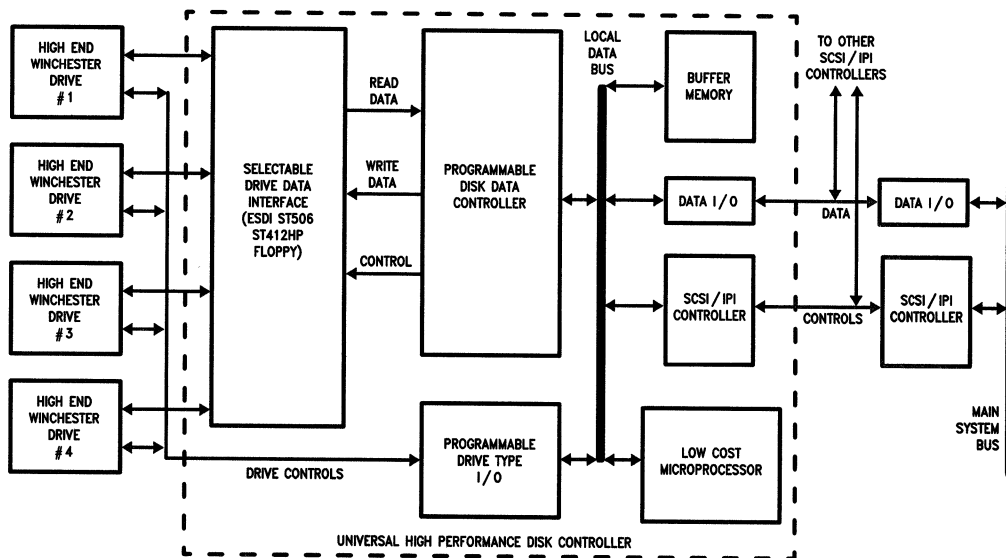 HIGH END
WINCHESTER
DRIVE
#1
HIGH END
WINCHESTER
DRIVE
#2
HIGH END
WINCHESTER
DRIVE
#3
HIGH END
WINCHESTER
DRIVE
#4
SELECTABLE
DRIVE DATA
INTERFACE
(ESDI ST506
ST412HP
FLOPPY)
READ
DATA
WRITE
DATA
CONTROL
PROGRAMMABLE
DISK DATA
CONTROLLER
DRIVE CONTROLS
PROGRAMMABLE
DRIVE TYPE
I/O
LOCAL
DATA
BUS
BUFFER
MEMORY
DATA I/O
SCSI/IPI
CONTROLLER
LOW COST
MICROPROCESSOR
UNIVERSAL HIGH PERFORMANCE DISK CONTROLLER
TO OTHER
SCSI/IPI
CONTROLLERS
DATA
CONTROLS
DATA I/O
SCSI/IPI
CONTROLLER
MAIN
SYSTEM
BUS